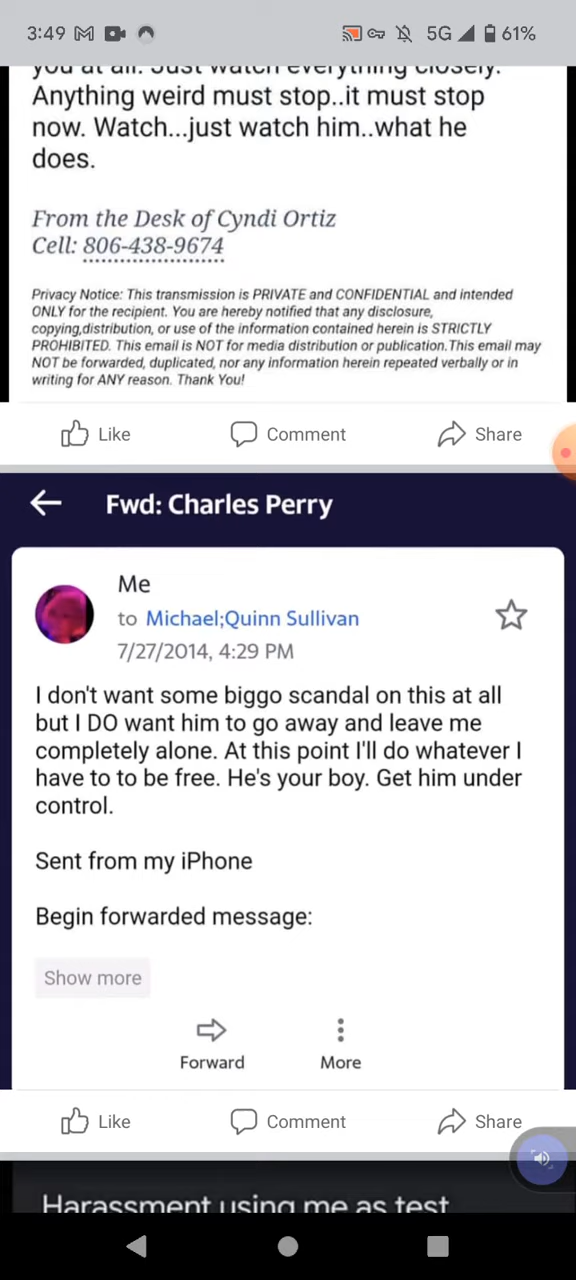 3:49
5G
61%
you at all. Just watch everything closely.
Anything weird must stop..it must stop
now. Watch...just watch him..what he
does.
From the Desk of Cyndi Ortiz
Cell: 806-438-9674
Privacy Notice: This transmission is PRIVATE and CONFIDENTIAL and intended
ONLY for the recipient. You are hereby notified that any disclosure,
copying,distribution, or use of the information contained herein is STRICTLY
PROHIBITED. This email is NOT for media distribution or publication.This email may
NOT be forwarded, duplicated, nor any information herein repeated verbally or in
writing for ANY reason. Thank You!
Like Comment Share
Fwd: Charles Perry
Me
to Michael;Quinn Sullivan
7/27/2014, 4:29 PM
I don't want some biggo scandal on this at all
but I DO want him to go away and leave me
completely alone. At this point I'll do whatever I
have to to be free. He's your boy. Get him under
control.
Sent from my iPhone
Begin forwarded message:
Show more
Forward More
Like Comment Share
Harassment using me as test